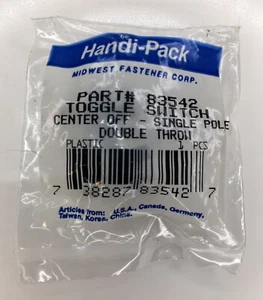 Handi-Pack
MIDWEST FASTENER CORP.
PART# 83542
TOGGLE SWITCH
CENTER OFF - SINGLE POLE
DOUBLE THROW
PLASTIC 1 PCS
7 38287 83542 7
Articles from: U.S.A., Canada, Germany,
Taiwan, Korea, China.